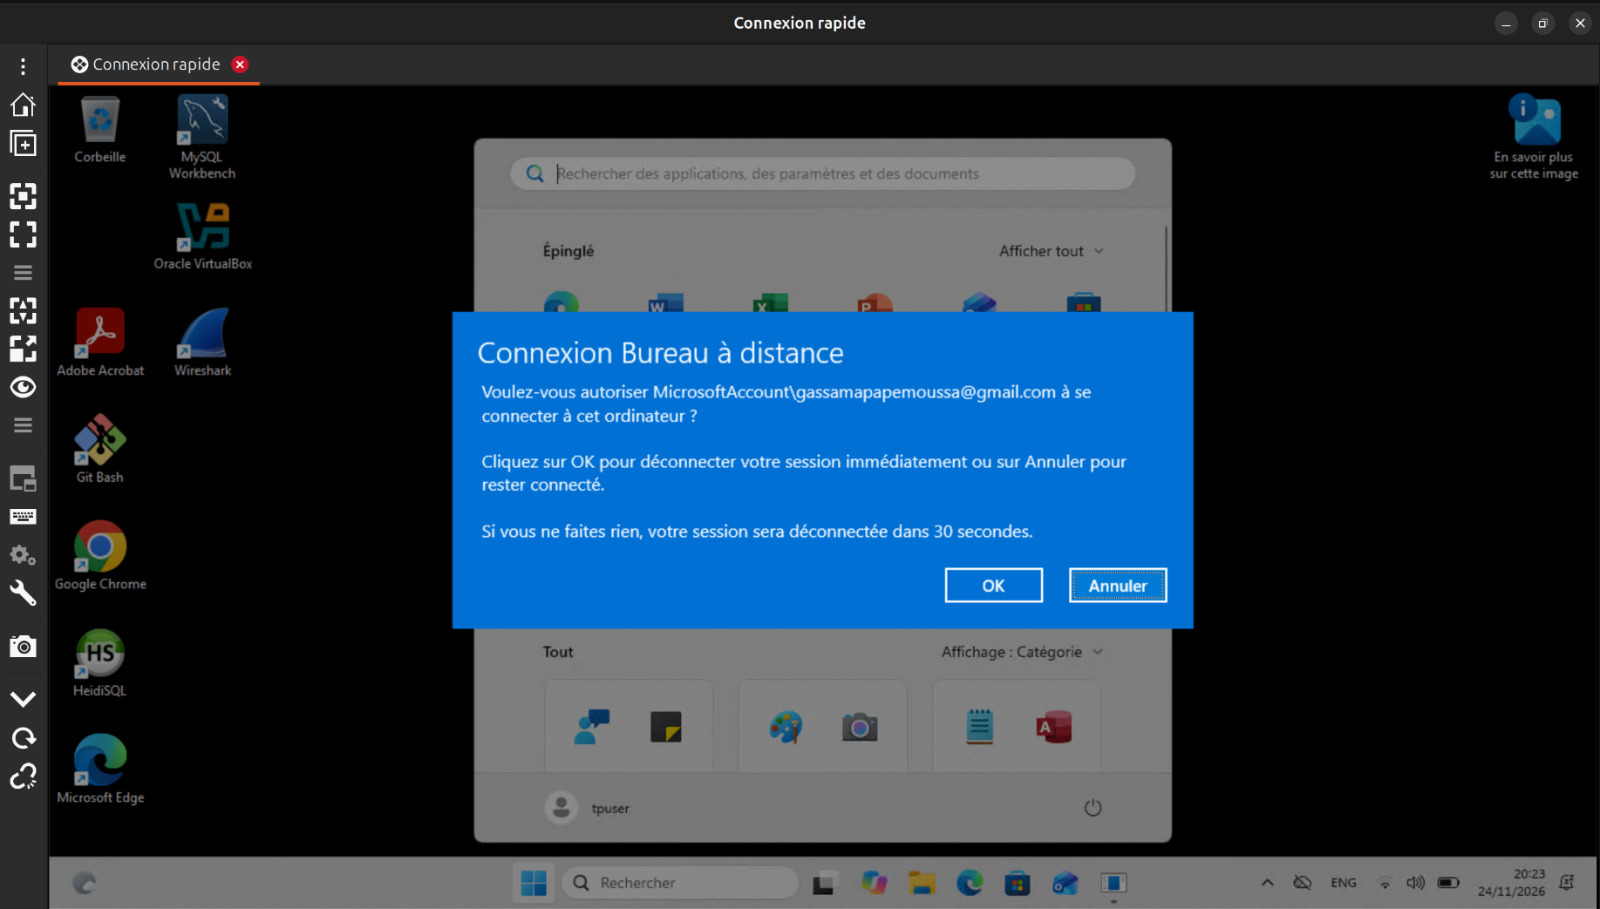 Connexion rapide
Connexion rapide
Corbeille
MySQL
Workbench
Oracle VirtualBox
Adobe Acrobat
Wireshark
Git Bash
Google Chrome
HS
HeidiSQL
Microsoft Edge
En savoir plus
sur cette image
Rechercher des applications, des paramètres et des documents
Épinglé
Afficher tout
Connexion Bureau à distance
Voulez-vous autoriser MicrosoftAccount\gassamapapemoussa@gmail.com à se
connecter à cet ordinateur ?
Cliquez sur OK pour déconnecter votre session immédiatement ou sur Annuler pour
rester connecté.
Si vous ne faites rien, votre session sera déconnectée dans 30 secondes.
OK
Annuler
Tout
Affichage : Catégorie
A
tpuser
Rechercher
ENG
20:23
24/11/2026